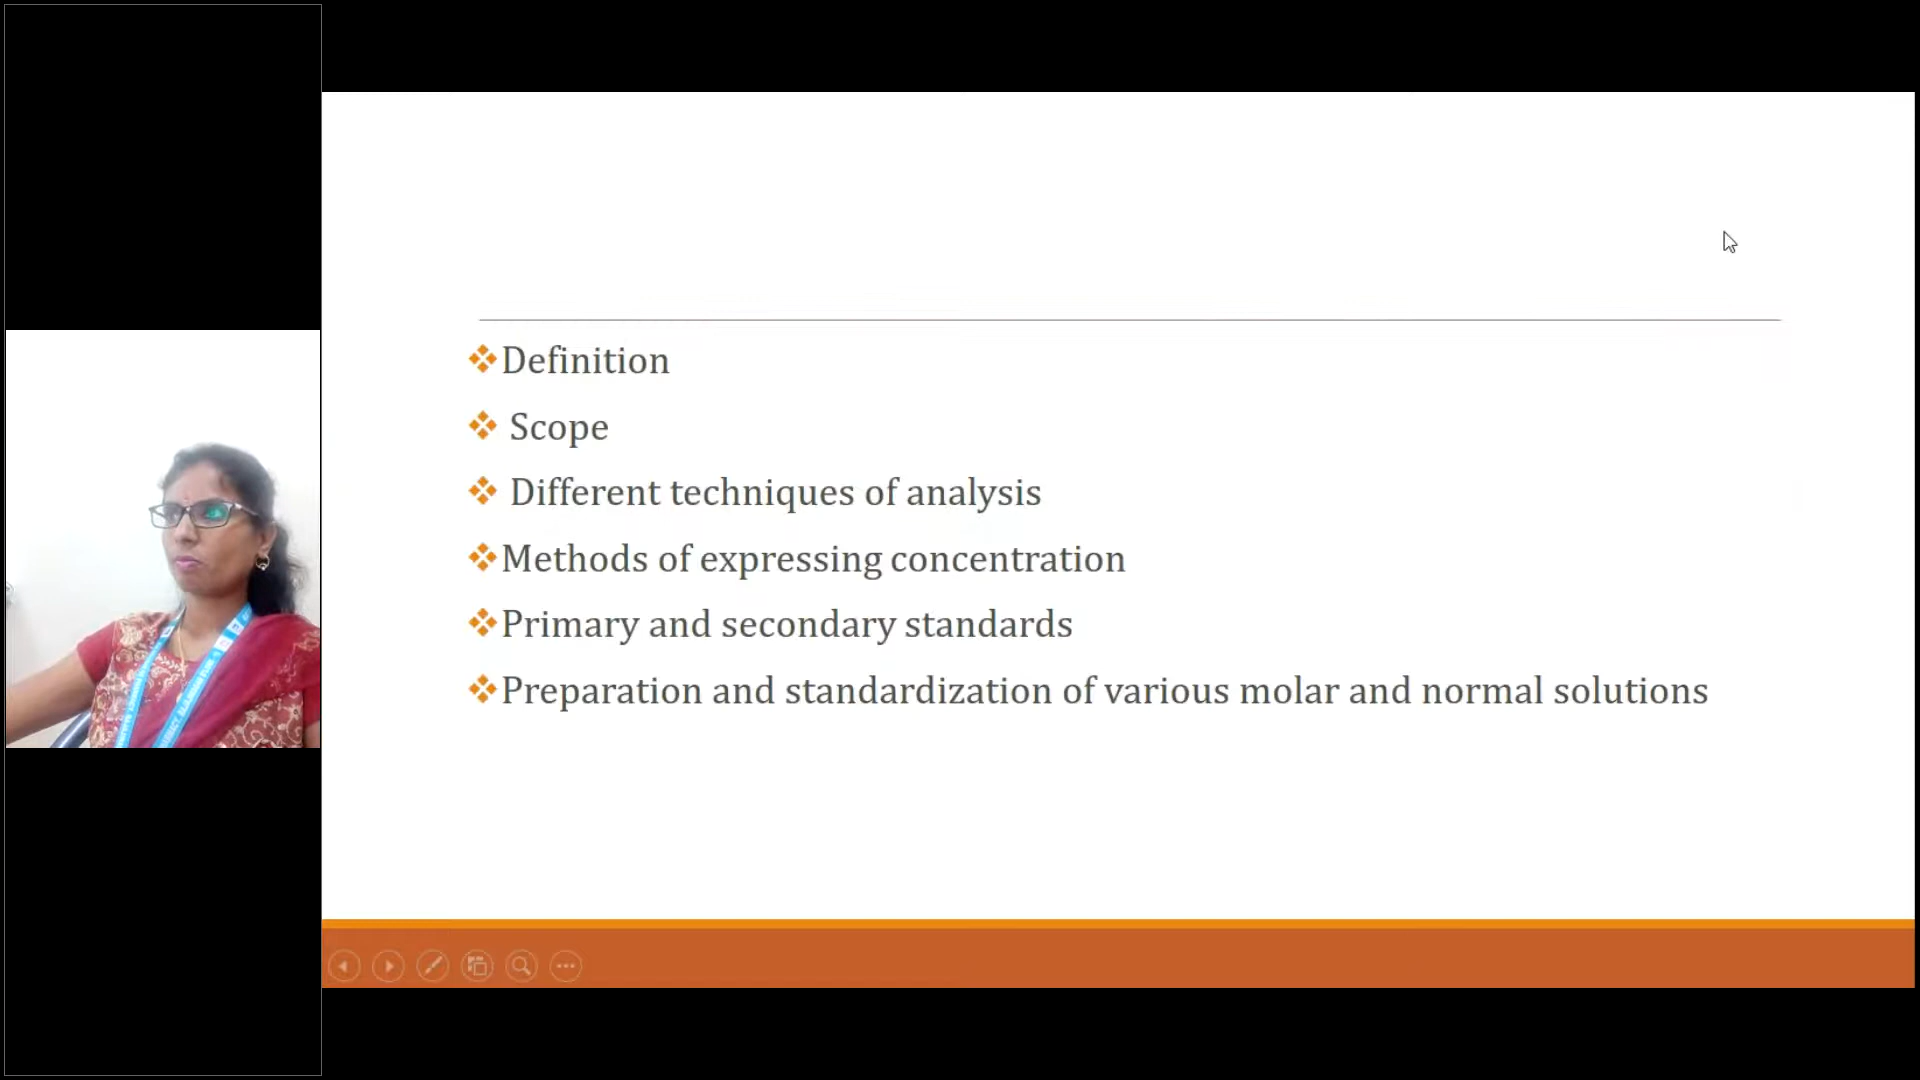 Definition
Scope
Different techniques of analysis
Methods of expressing concentration
Primary and secondary standards
Preparation and standardization of various molar and normal solutions